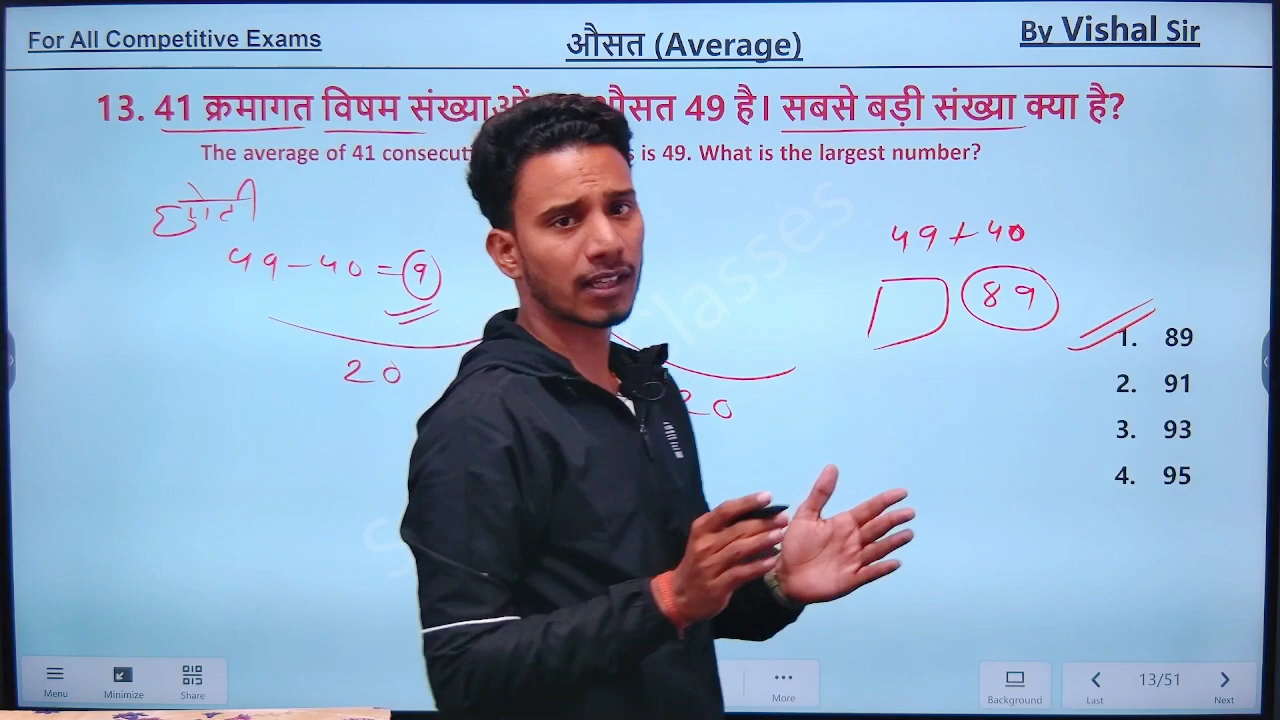 For All Competitive Exams
औसत (Average)
By Vishal Sir
13. 41 क्रमागत विषम संख्याओं औसत 49 है। सबसे बड़ी संख्या क्या है?
The average of 41 consecuti s is 49. What is the largest number?
छोटी
49 - 40 = 9
20
20
49 + 40
89
1. 89
2. 91
3. 93
4. 95
Classes
Menu
Minimize
Share
More
Background
Last
13/51
Next